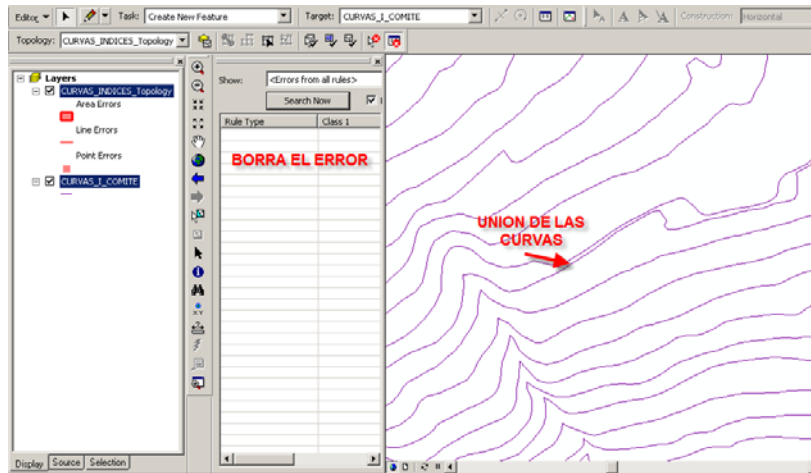 Editor Task: Create New Feature Target: CURVAS_I_COMITE Construction: Horizontal
Topology: CURVAS_INDICES_Topology
Layers
CURVAS_INDICES_Topology
Area Errors
Line Errors
Point Errors
CURVAS_I_COMITE
Display Source Selection
Show: <Errors from all rules>
Search Now
Rule Type Class 1
BORRA EL ERROR
UNION DE LAS
CURVAS